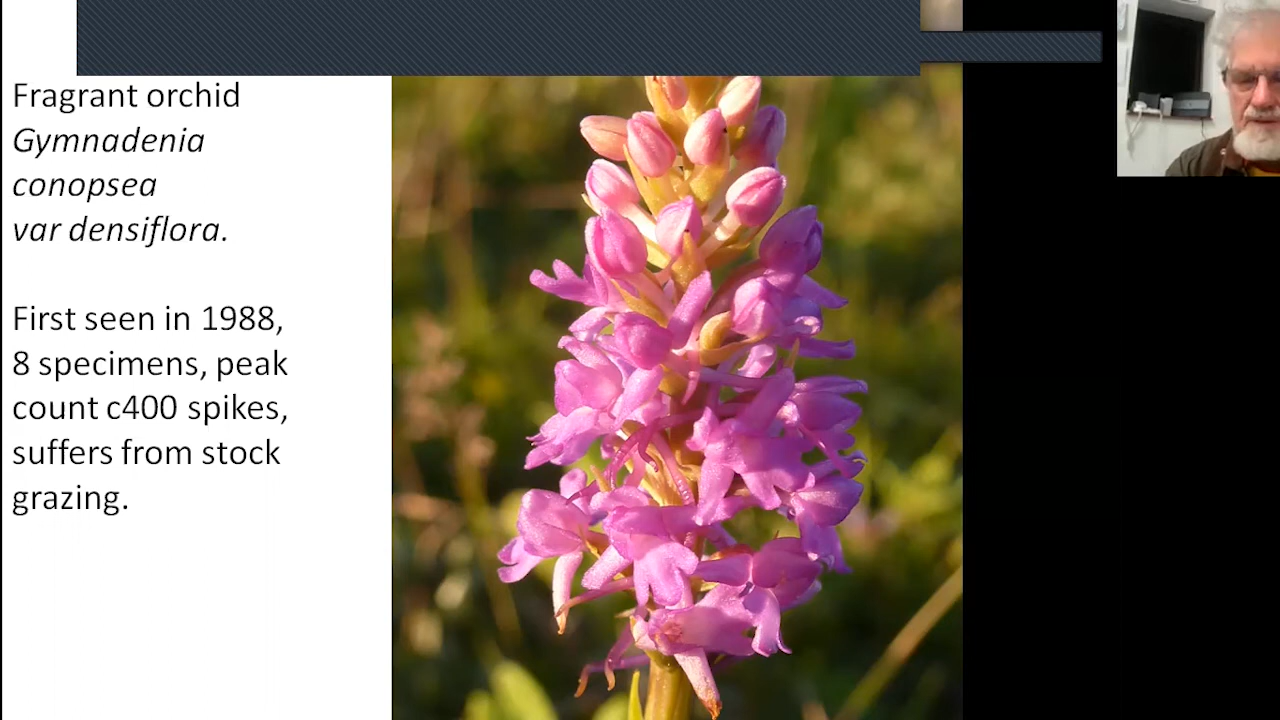 Fragrant orchid
Gymnadenia
conopsea
var densiflora.
First seen in 1988,
8 specimens, peak
count c400 spikes,
suffers from stock
grazing.